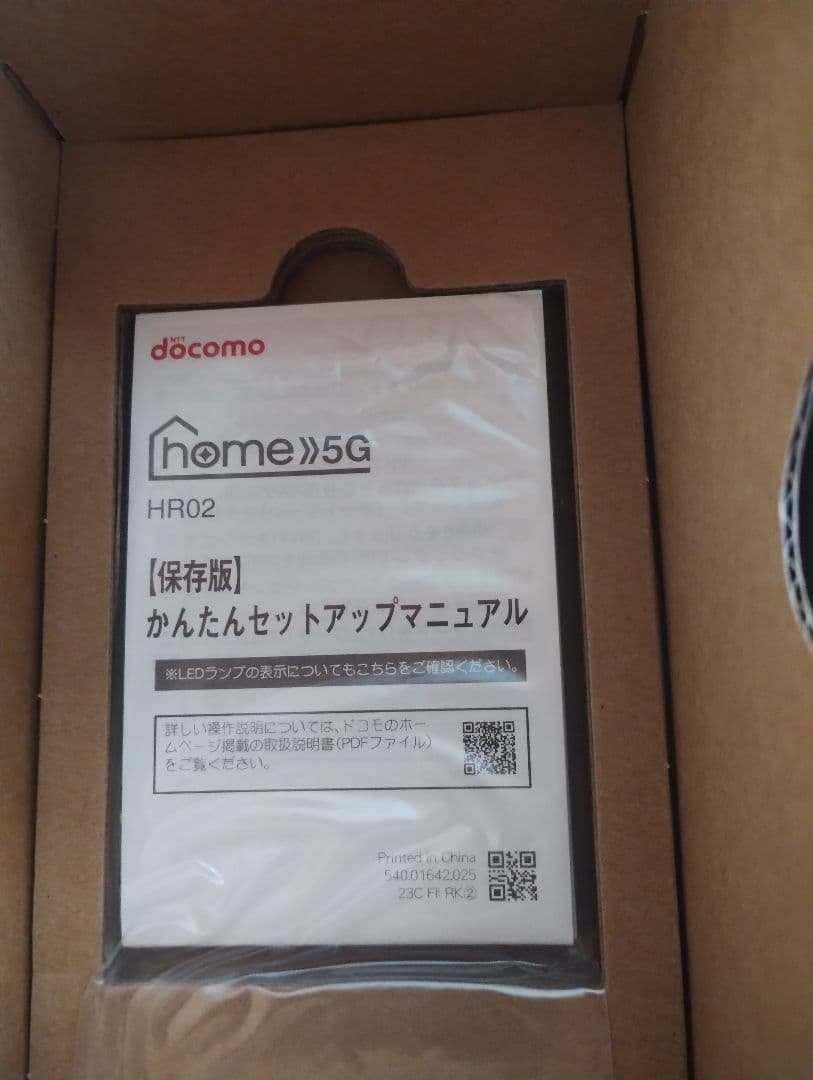 NTT
docomo
home 5G
HR02
【保存版】
かんたんセットアップマニュアル
※LEDランプの表示についてもこちらをご確認ください。
詳しい操作説明については、ドコモのホー
ムページ掲載の取扱説明書(PDFファイル)
をご覧ください。
Printed in China
540.01642.025
23C FI: RK②